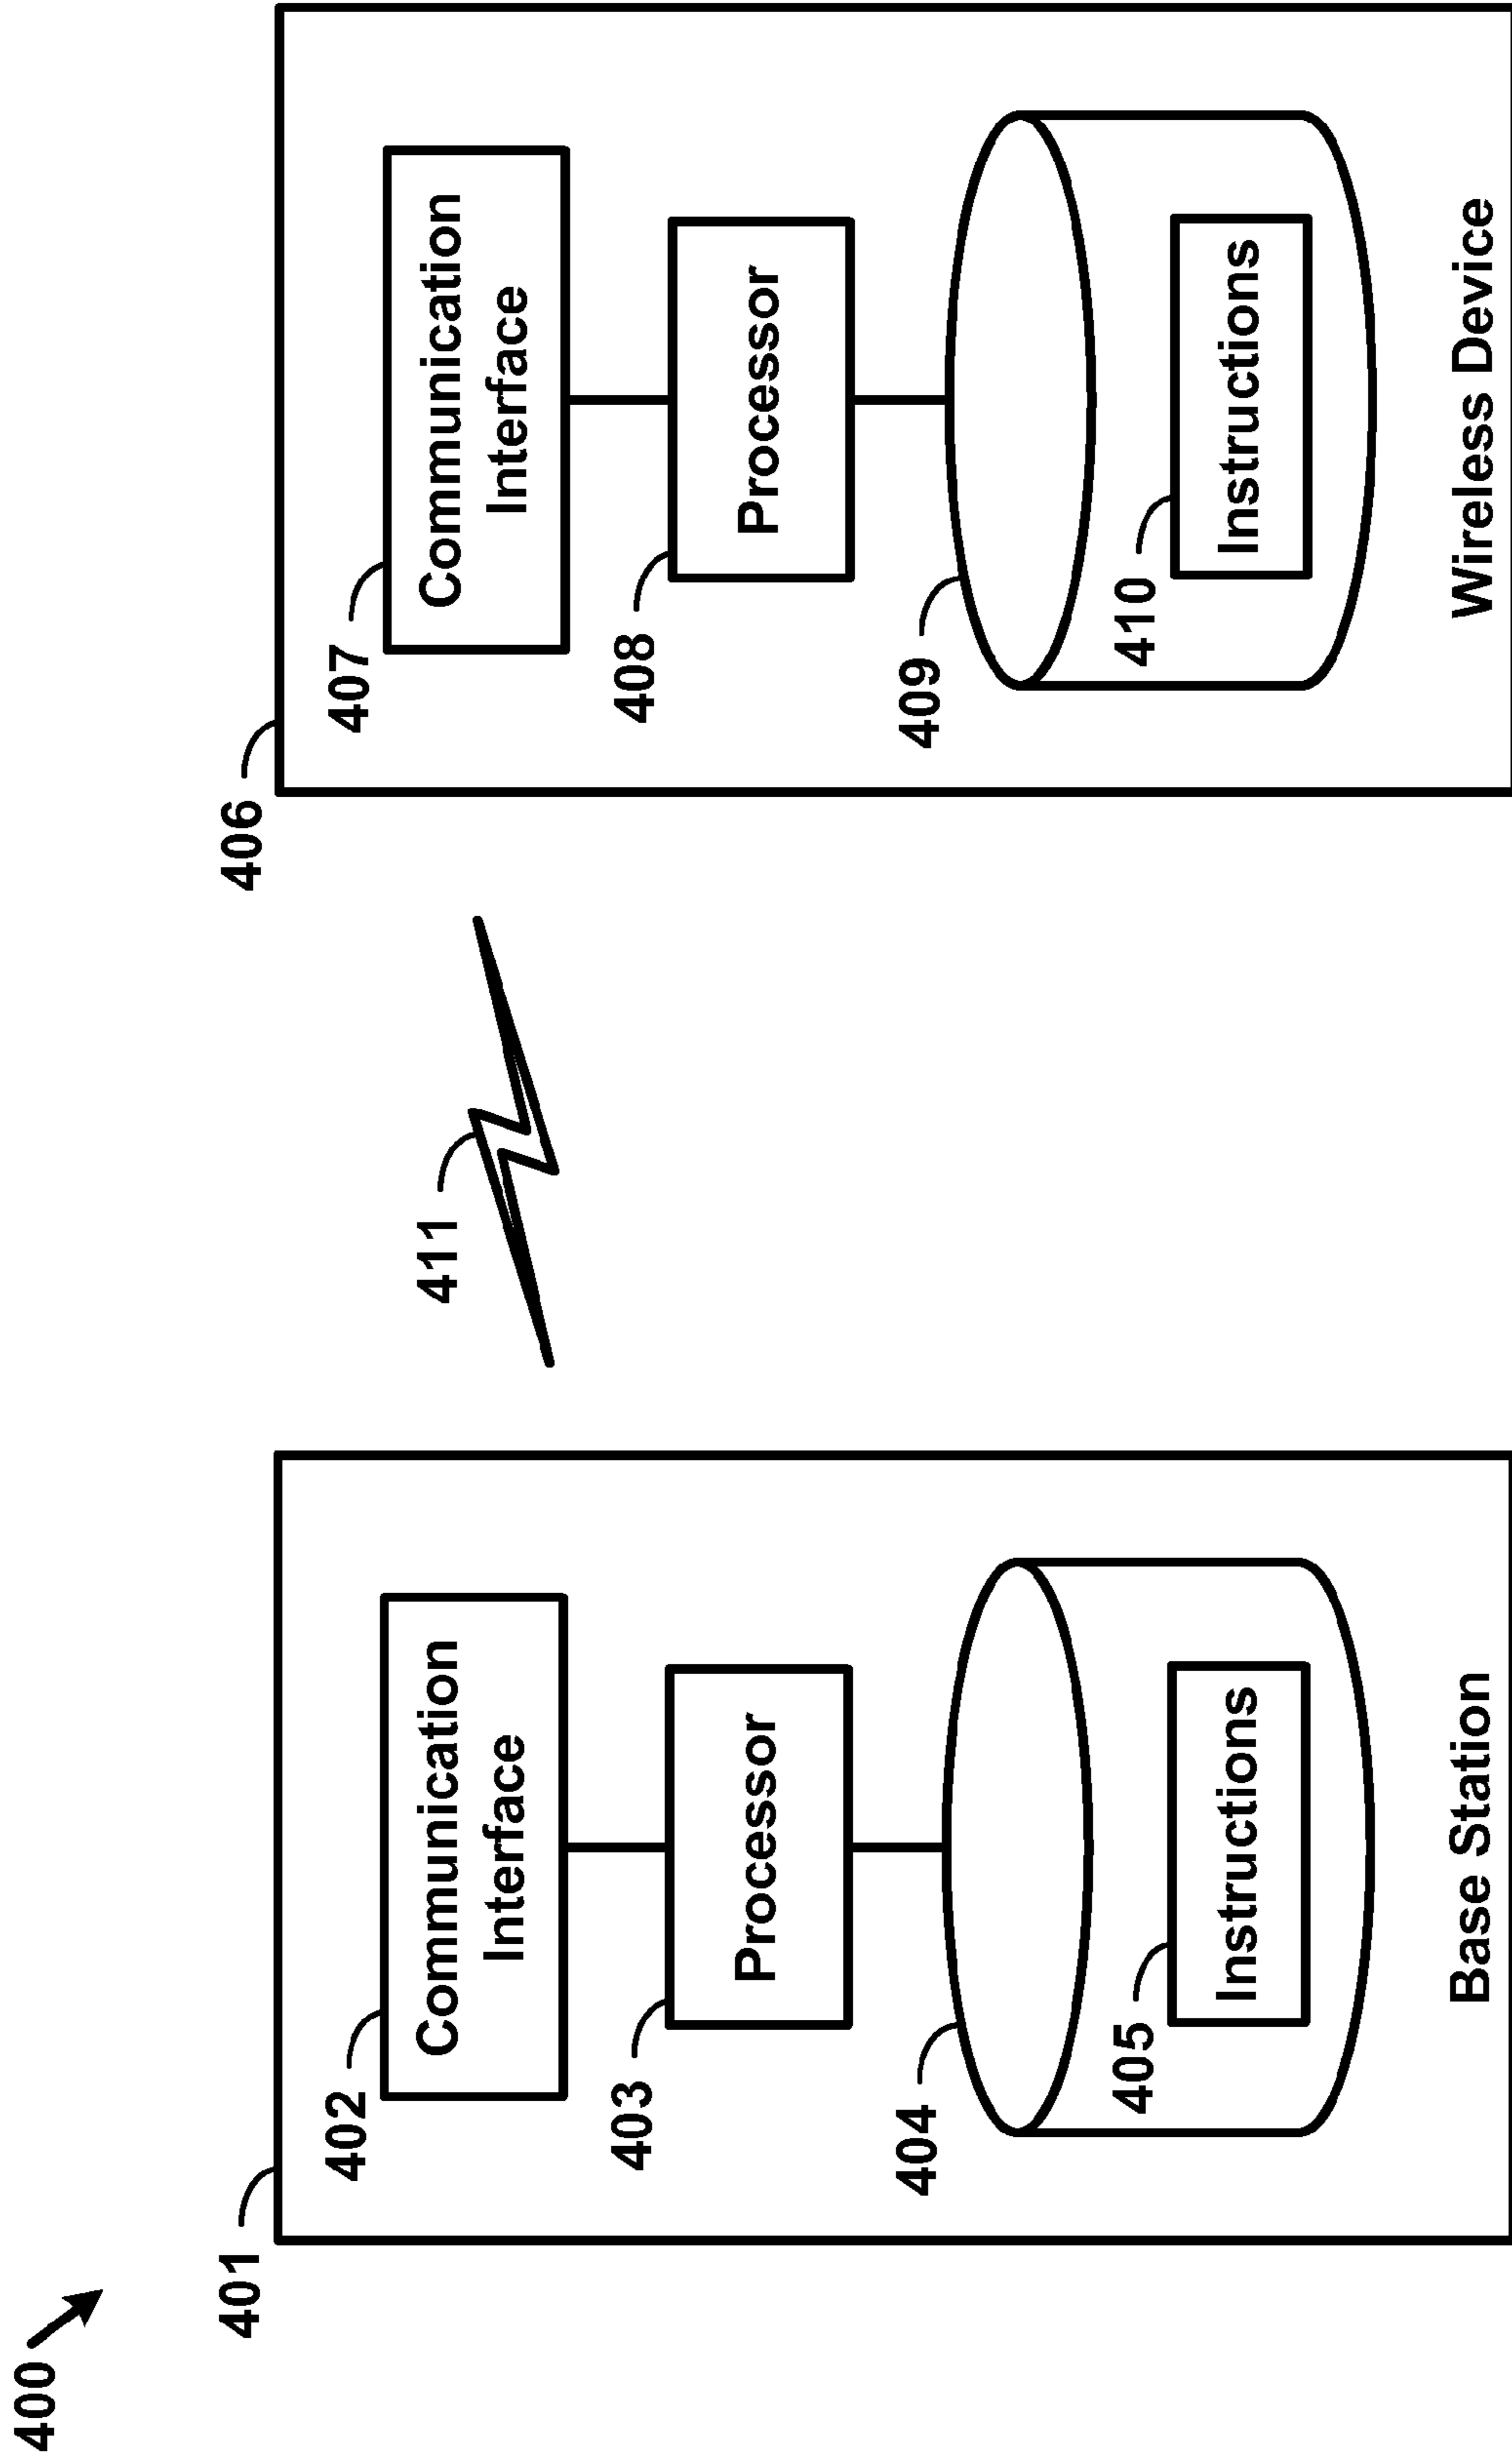 400
401
402
Communication
Interface
403
Processor
404
405
Instructions
Base Station
411
406
407
Communication
Interface
408
Processor
409
410
Instructions
Wireless Device